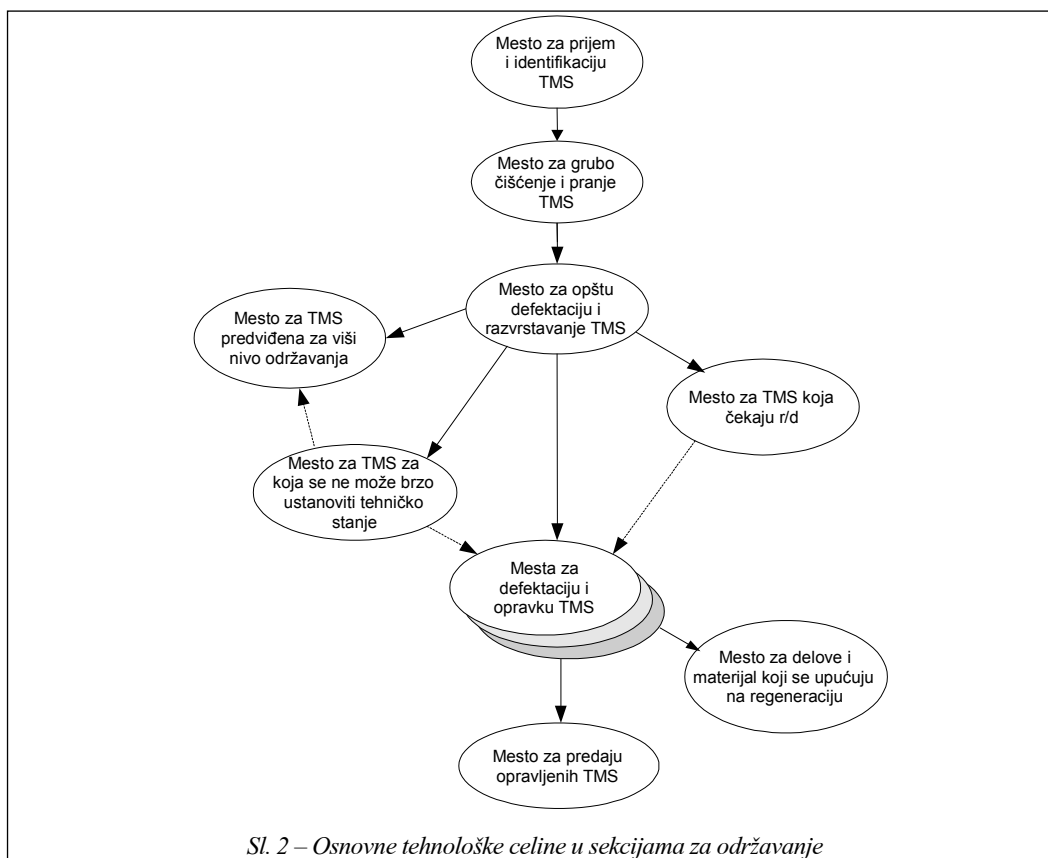 Mesto za prijem
i identifikaciju
TMS
Mesto za grubo
čišćenje i pranje
TMS
Mesto za opštu
defektaciju i
razvrstavanje TMS
Mesto za TMS
predviđena za viši
nivo održavanja
Mesto za TMS koja
čekaju r/d
Mesto za TMS za
koja se ne može brzo
ustanoviti tehničko
stanje
Mesta za
defektaciju i
opravku TMS
Mesto za delove i
materijal koji se upućuju
na regeneraciju
Mesto za predaju
opravljenih TMS
Sl. 2 – Osnovne tehnološke celine u sekcijama za održavanje